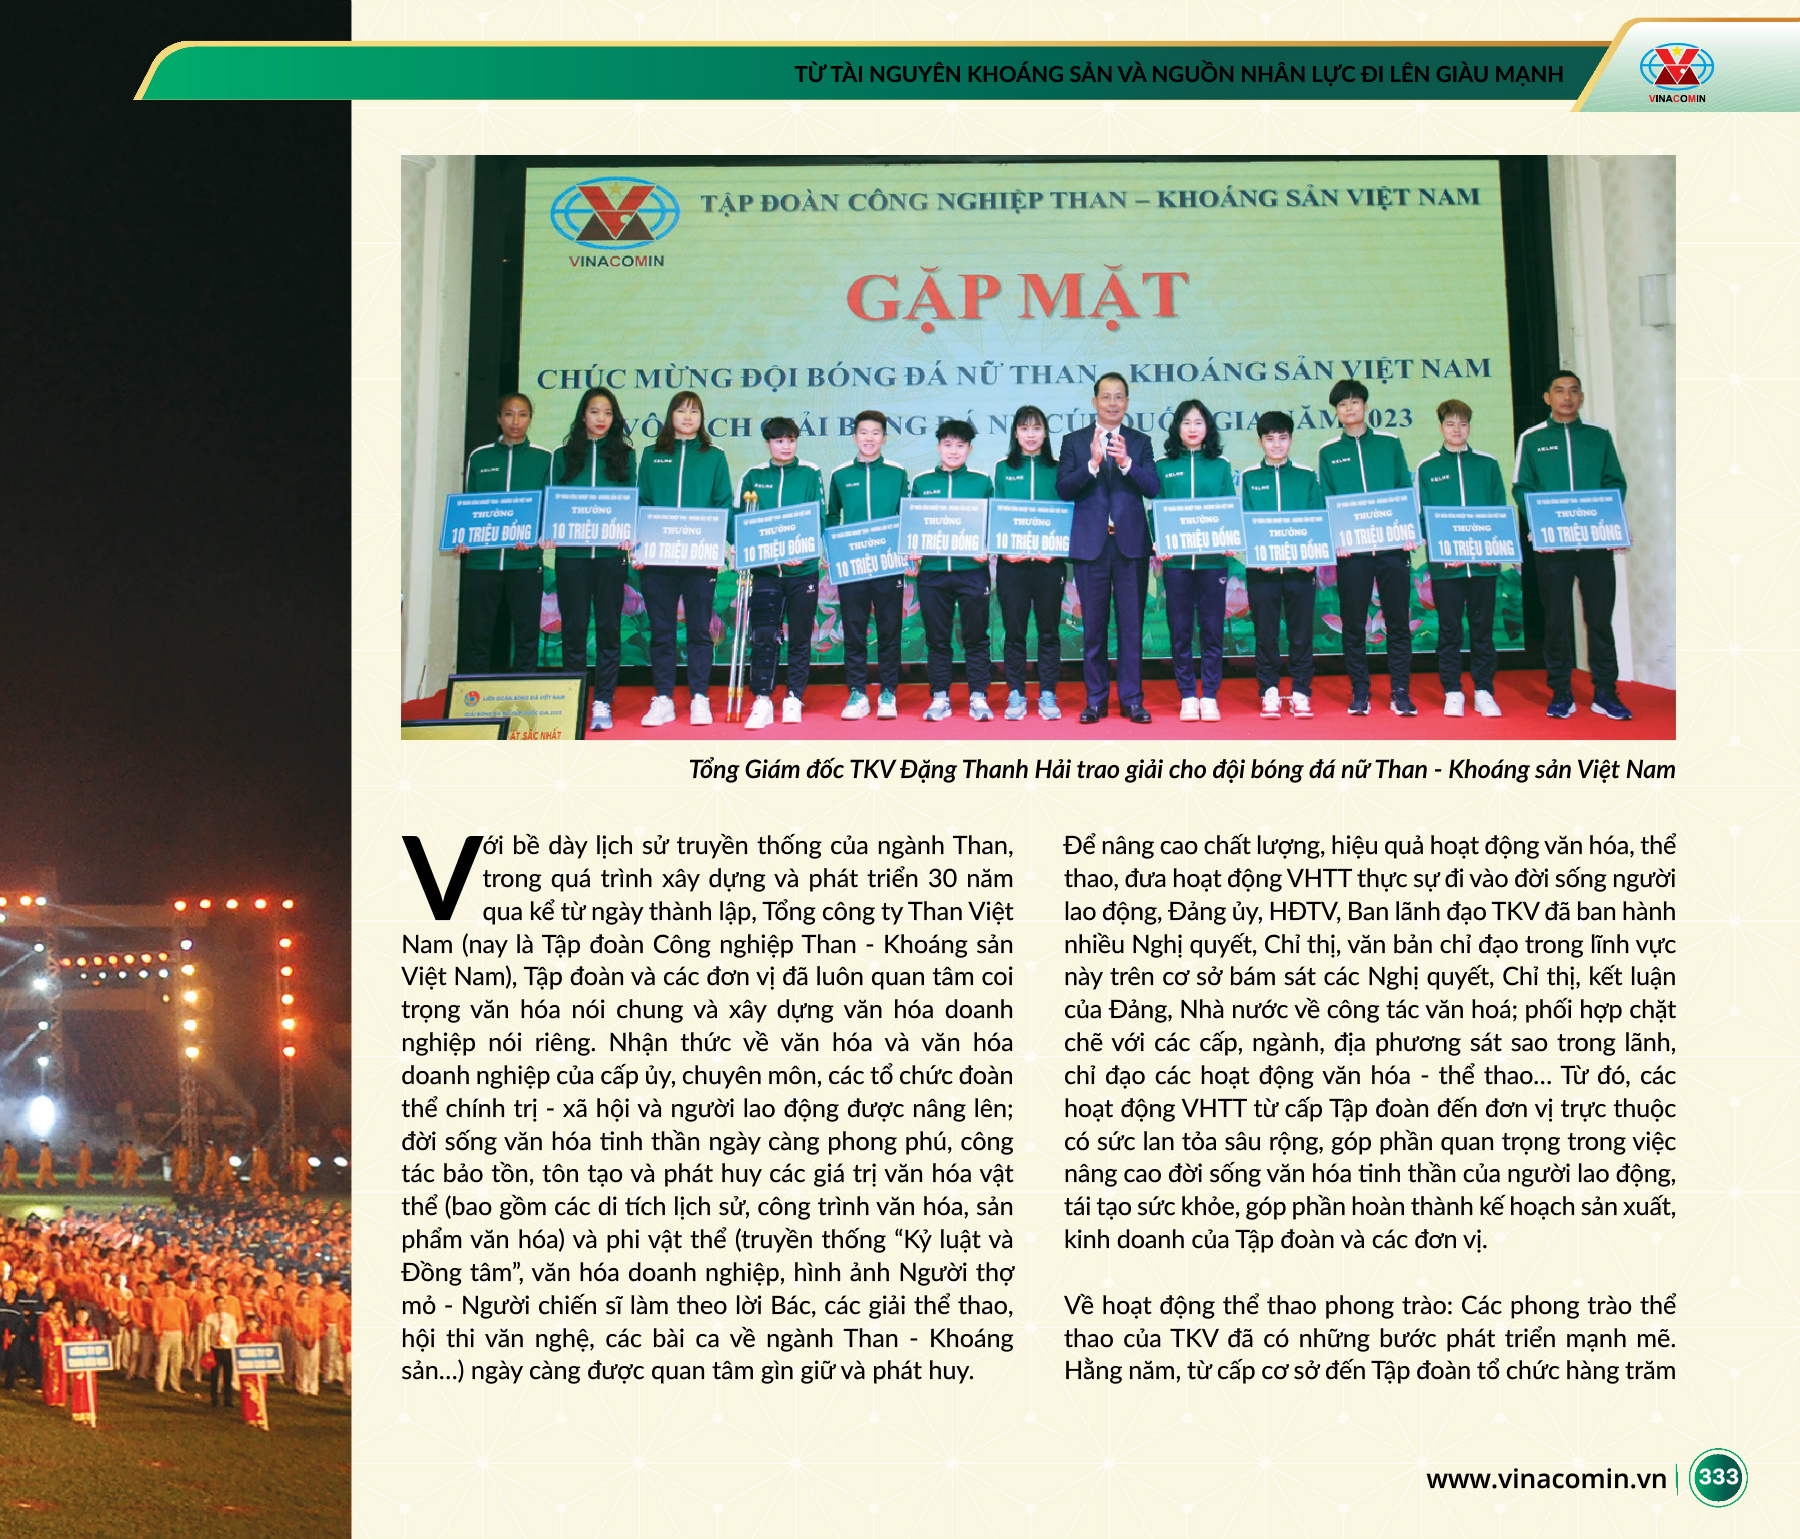 TỪ TÀI NGUYÊN KHOÁNG SẢN VÀ NGUỒN NHÂN LỰC ĐI LÊN GIÀU MẠNH
VINACOMIN
TẬP ĐOÀN CÔNG NGHIỆP THAN – KHOÁNG SẢN VIỆT NAM
VINACOMIN
GẶP MẶT
CHÚC MỪNG ĐỘI BÓNG ĐÁ NỮ THAN - KHOÁNG SẢN VIỆT NAM
VÔ ĐỊCH GIẢI BÓNG ĐÁ NỮ CÚP QUỐC GIA NĂM 2023
THƯỞNG
10 TRIỆU ĐỒNG
THƯỞNG
10 TRIỆU ĐỒNG
THƯỞNG
10 TRIỆU ĐỒNG
THƯỞNG
10 TRIỆU ĐỒNG
THƯỞNG
10 TRIỆU ĐỒNG
THƯỞNG
10 TRIỆU ĐỒNG
THƯỞNG
10 TRIỆU ĐỒNG
THƯỞNG
10 TRIỆU ĐỒNG
THƯỞNG
10 TRIỆU ĐỒNG
THƯỞNG
10 TRIỆU ĐỒNG
THƯỞNG
10 TRIỆU ĐỒNG
THƯỞNG
10 TRIỆU ĐỒNG
LIÊN ĐOÀN BÓNG ĐÁ VIỆT NAM
Tổng Giám đốc TKV Đặng Thanh Hải trao giải cho đội bóng đá nữ Than - Khoáng sản Việt Nam
Với bề dày lịch sử truyền thống của ngành Than,
trong quá trình xây dựng và phát triển 30 năm
qua kể từ ngày thành lập, Tổng công ty Than Việt
Nam (nay là Tập đoàn Công nghiệp Than - Khoáng sản
Việt Nam), Tập đoàn và các đơn vị đã luôn quan tâm coi
trọng văn hóa nói chung và xây dựng văn hóa doanh
nghiệp nói riêng. Nhận thức về văn hóa và văn hóa
doanh nghiệp của cấp ủy, chuyên môn, các tổ chức đoàn
thể chính trị - xã hội và người lao động được nâng lên;
đời sống văn hóa tinh thần ngày càng phong phú, công
tác bảo tồn, tôn tạo và phát huy các giá trị văn hóa vật
thể (bao gồm các di tích lịch sử, công trình văn hóa, sản
phẩm văn hóa) và phi vật thể (truyền thống “Kỷ luật và
Đồng tâm”, văn hóa doanh nghiệp, hình ảnh Người thợ
mỏ - Người chiến sĩ làm theo lời Bác, các giải thể thao,
hội thi văn nghệ, các bài ca về ngành Than - Khoáng
sản...) ngày càng được quan tâm gìn giữ và phát huy.
Để nâng cao chất lượng, hiệu quả hoạt động văn hóa, thể
thao, đưa hoạt động VHTT thực sự đi vào đời sống người
lao động, Đảng ủy, HĐTV, Ban lãnh đạo TKV đã ban hành
nhiều Nghị quyết, Chỉ thị, văn bản chỉ đạo trong lĩnh vực
này trên cơ sở bám sát các Nghị quyết, Chỉ thị, kết luận
của Đảng, Nhà nước về công tác văn hoá; phối hợp chặt
chẽ với các cấp, ngành, địa phương sát sao trong lãnh,
chỉ đạo các hoạt động văn hóa - thể thao... Từ đó, các
hoạt động VHTT từ cấp Tập đoàn đến đơn vị trực thuộc
có sức lan tỏa sâu rộng, góp phần quan trọng trong việc
nâng cao đời sống văn hóa tinh thần của người lao động,
tái tạo sức khỏe, góp phần hoàn thành kế hoạch sản xuất,
kinh doanh của Tập đoàn và các đơn vị.
Về hoạt động thể thao phong trào: Các phong trào thể
thao của TKV đã có những bước phát triển mạnh mẽ.
Hằng năm, từ cấp cơ sở đến Tập đoàn tổ chức hàng trăm
www.vinacomin.vn
333